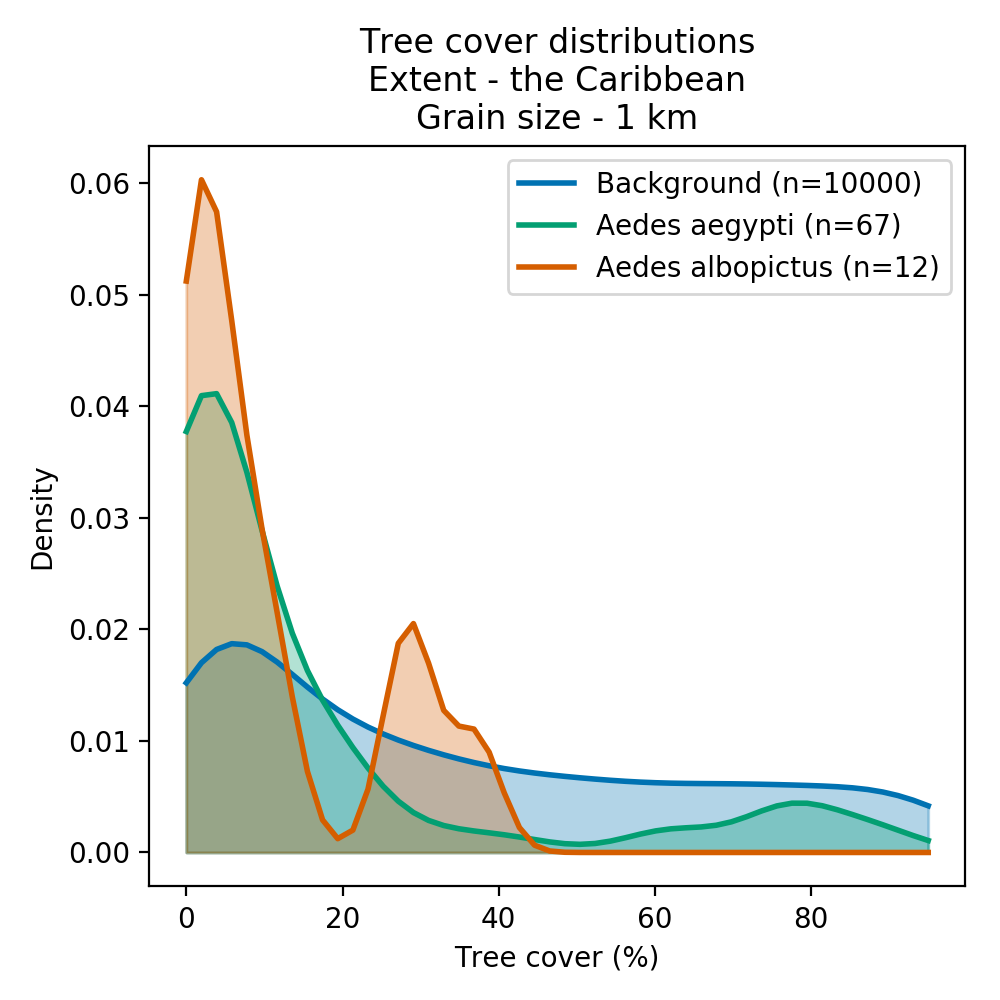 Tree cover distributions
Extent - the Caribbean
Grain size - 1 km
Background (n=10000)
Aedes aegypti (n=67)
Aedes albopictus (n=12)
0.06
0.05
0.04
0.03
0.02
0.01
0.00
Density
0 20 40 60 80
Tree cover (%)